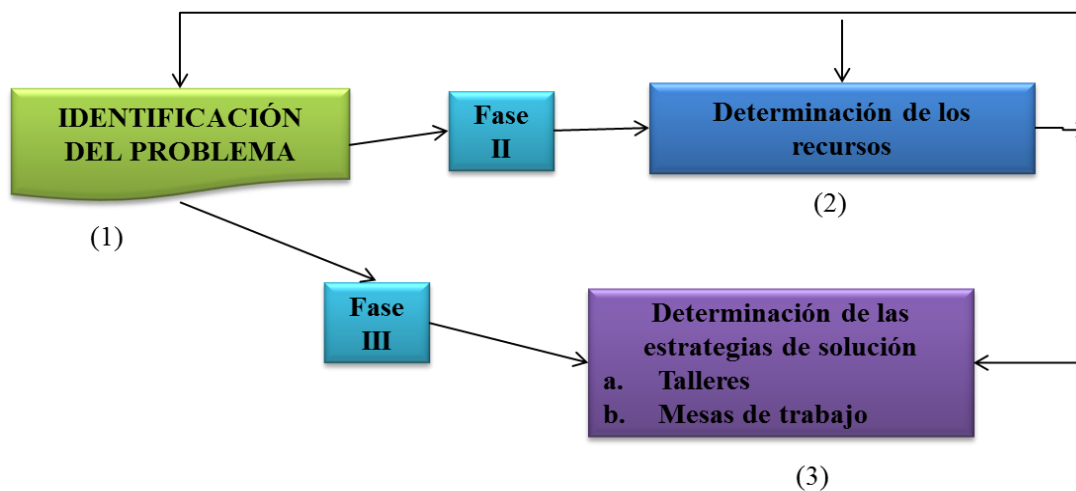 IDENTIFICACIÓN
DEL PROBLEMA
(1)
Fase
II
Determinación de los
recursos
(2)
Fase
III
Determinación de las
estrategias de solución
a. Talleres
b. Mesas de trabajo
(3)